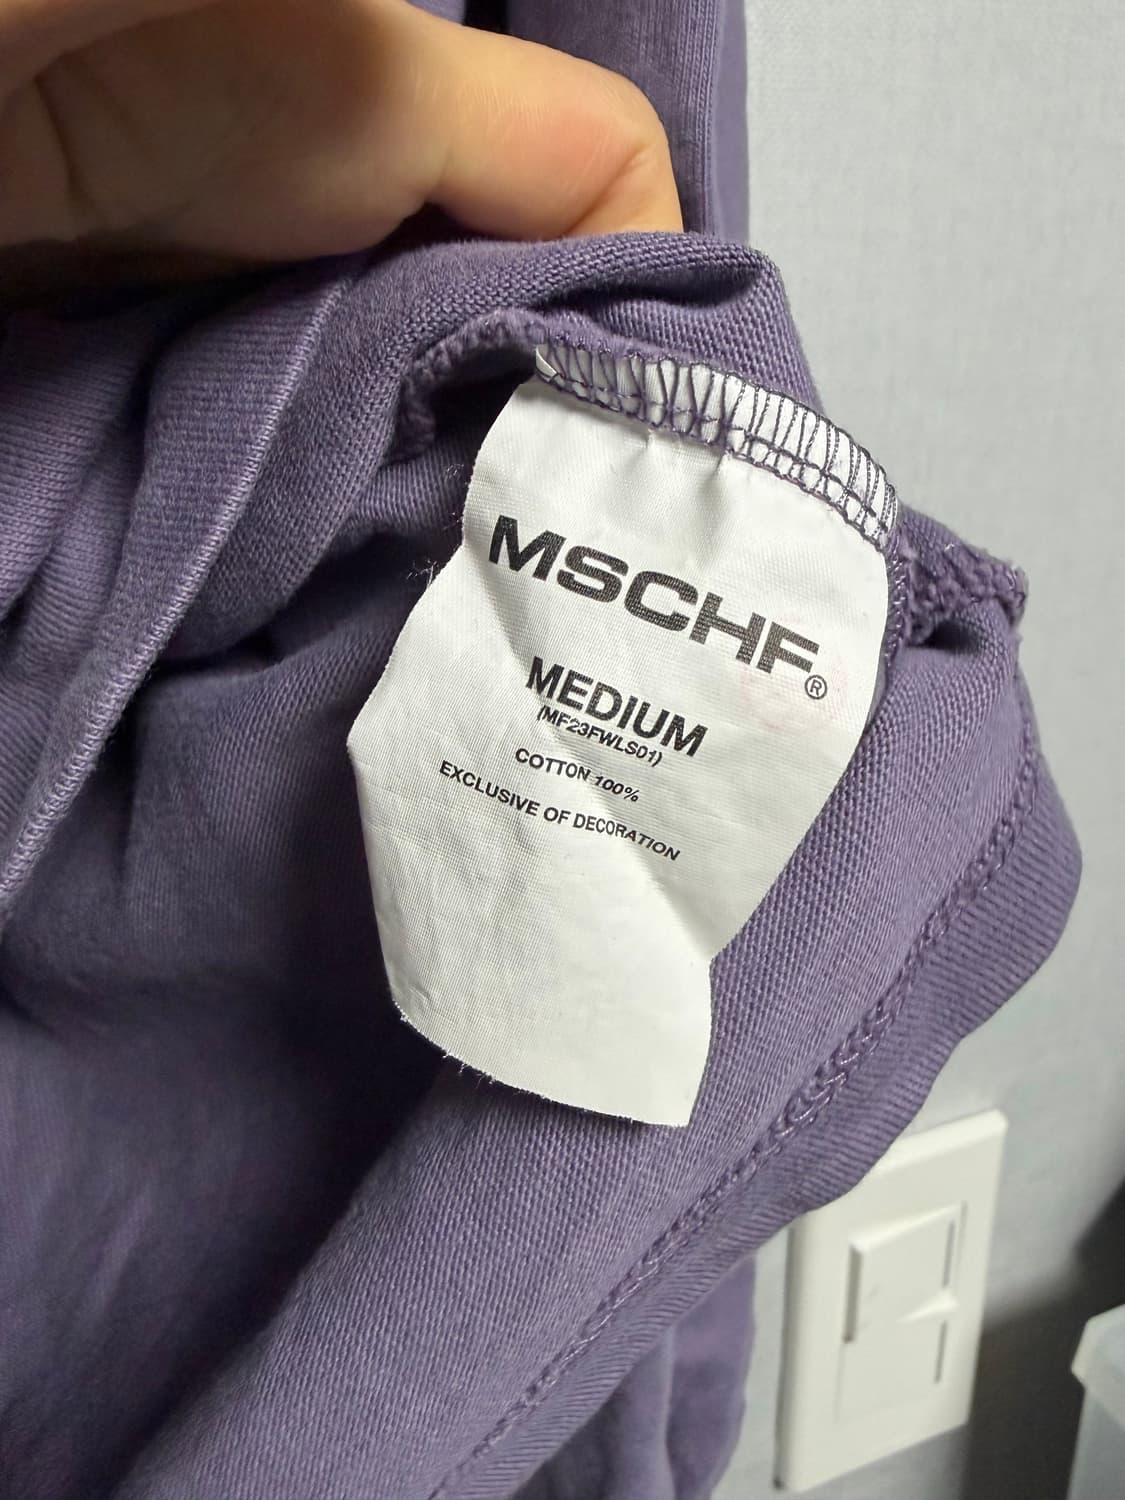 MSCHF®
MEDIUM
(MF23FWLS01)
COTTON 100%
EXCLUSIVE OF DECORATION